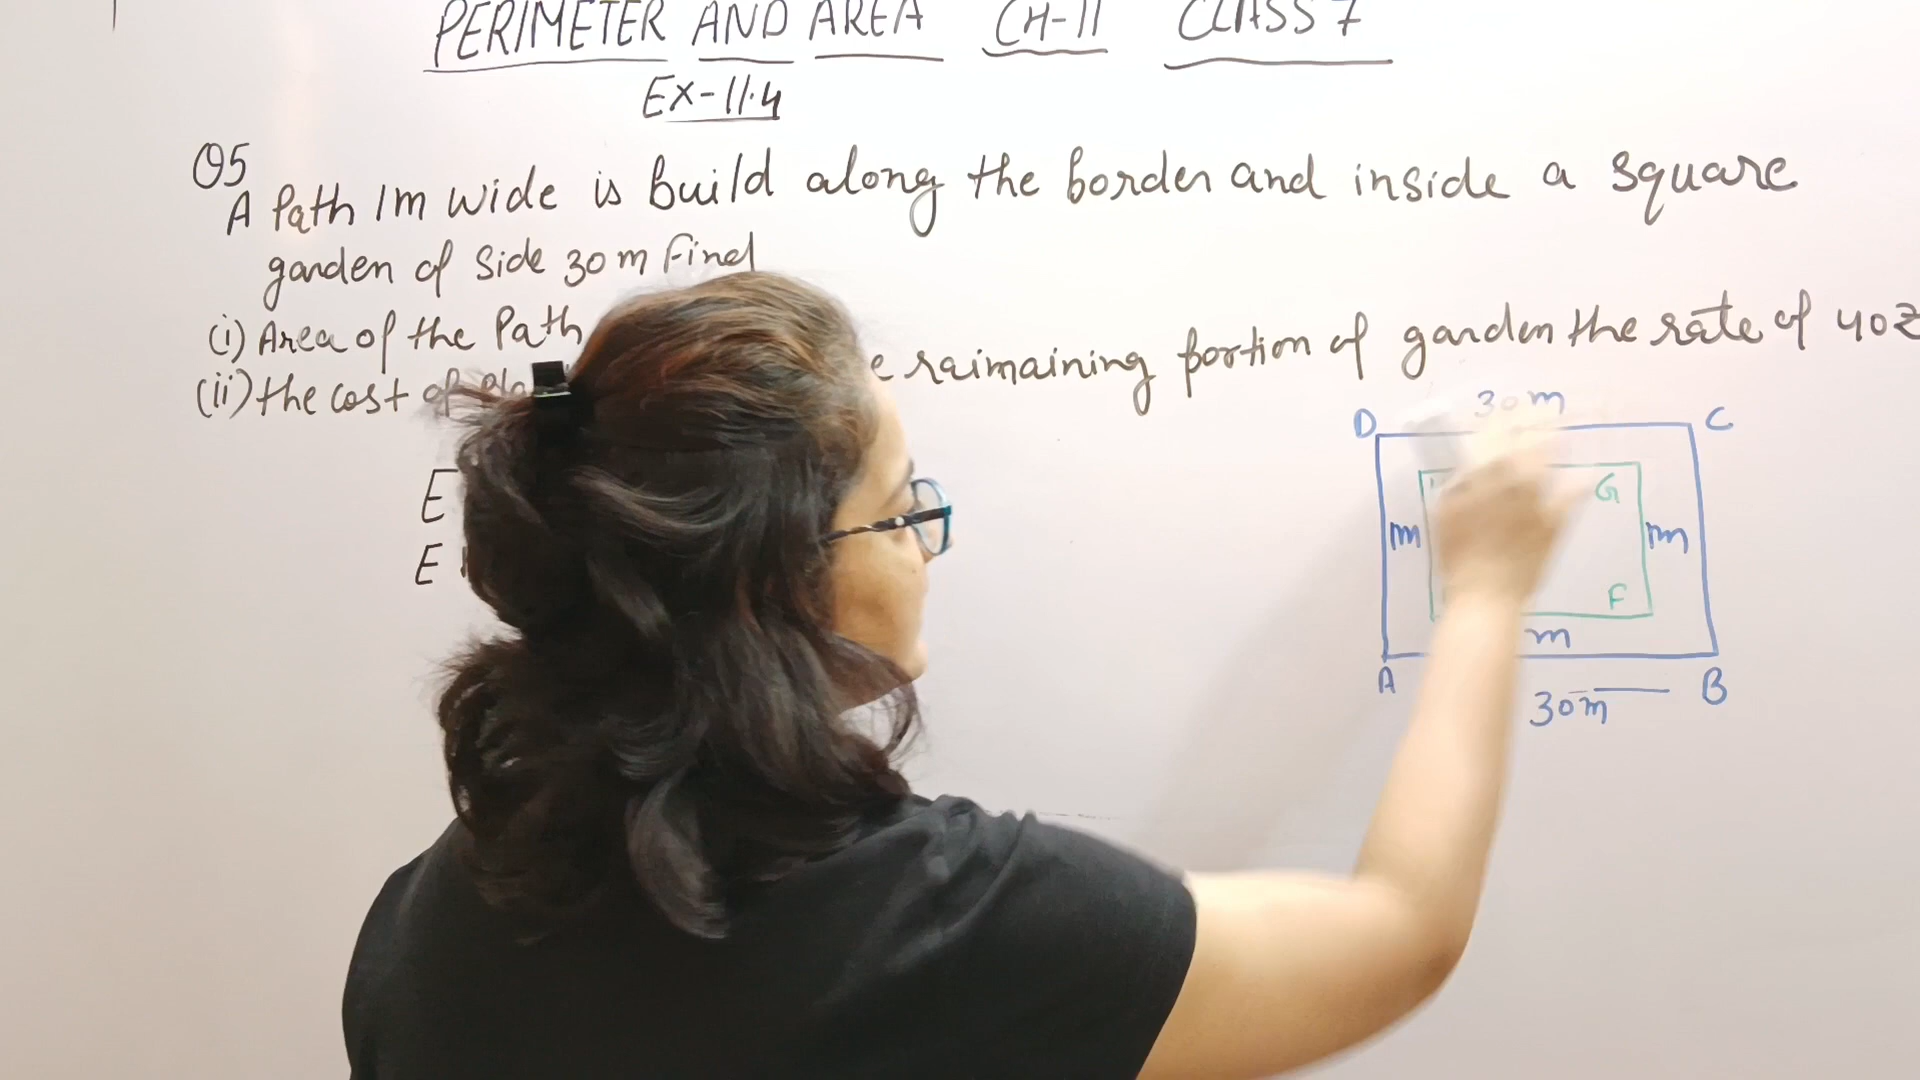 PERIMETER AND AREA CH-11 CLASS 7
EX-11.4
Q5
A Path 1m wide is build along the border and inside a square
garden of side 30m Find
(i) Area of the Path
(ii) the cost of e raimaining portion of garden the rate of 40₹
30m
D C
G
m m
F
m
A B
30m
E
E